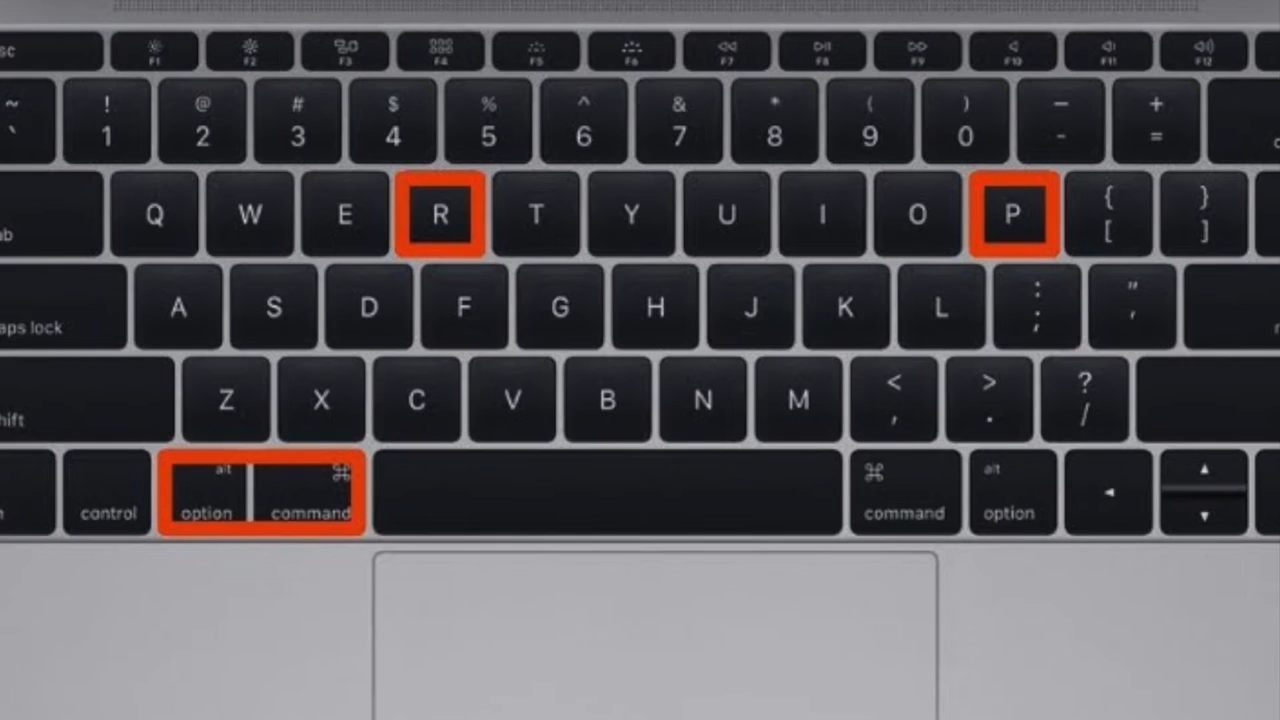 sc F1 F2 F3 F4 F5 F6 F7 F8 F9 F10 F11 F12
~ ! @ # $ % ^ & * ( ) — +
` 1 2 3 4 5 6 7 8 9 0 - =
ab Q W E R T Y U I O P { [ } ]
aps lock A S D F G H J K L : ; " '
hift Z X C V B N M < , > . ? /
alt ⌘ ⌘ alt
control option command command option